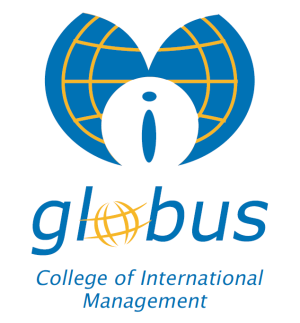 i
globus
College of International
Management